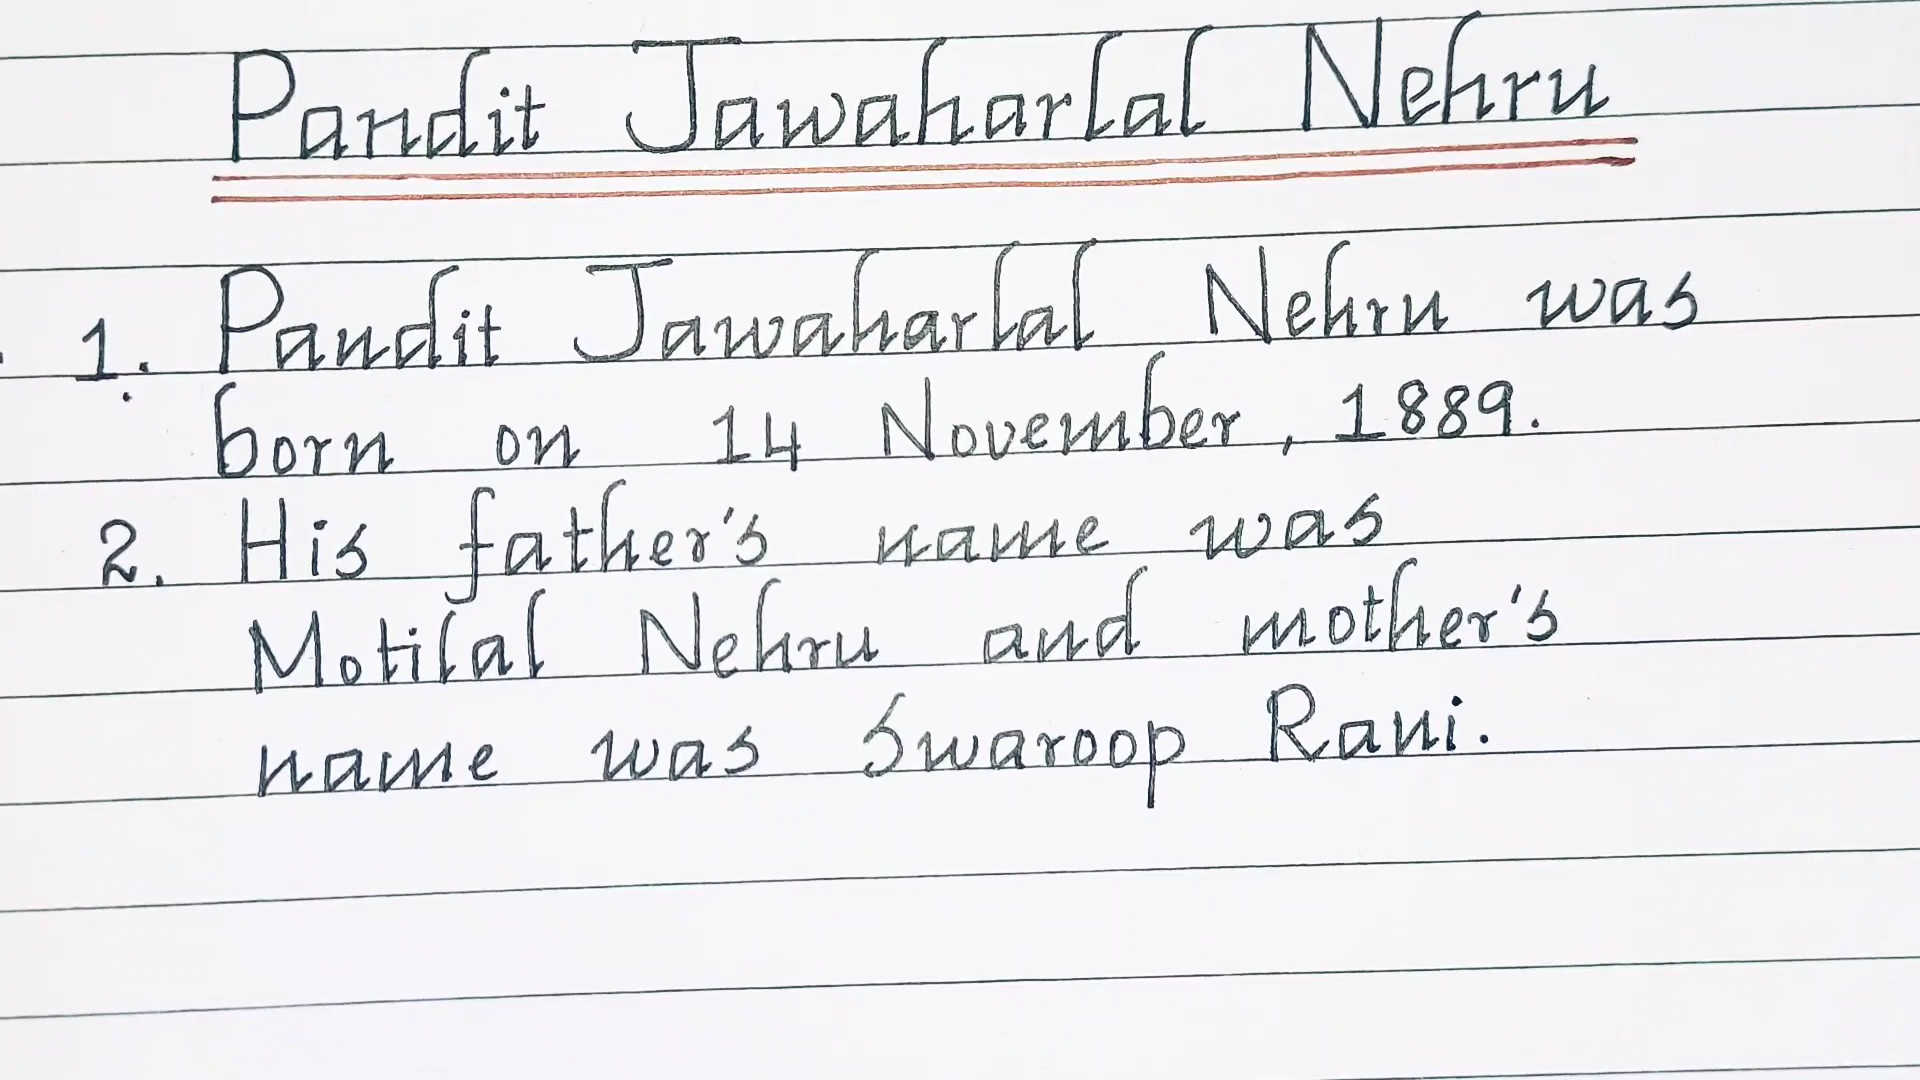 Pandit Jawaharlal Nehru
1. Pandit Jawaharlal Nehru was
born on 14 November, 1889.
2. His father's name was
Motilal Nehru and mother's
name was Swaroop Rani.